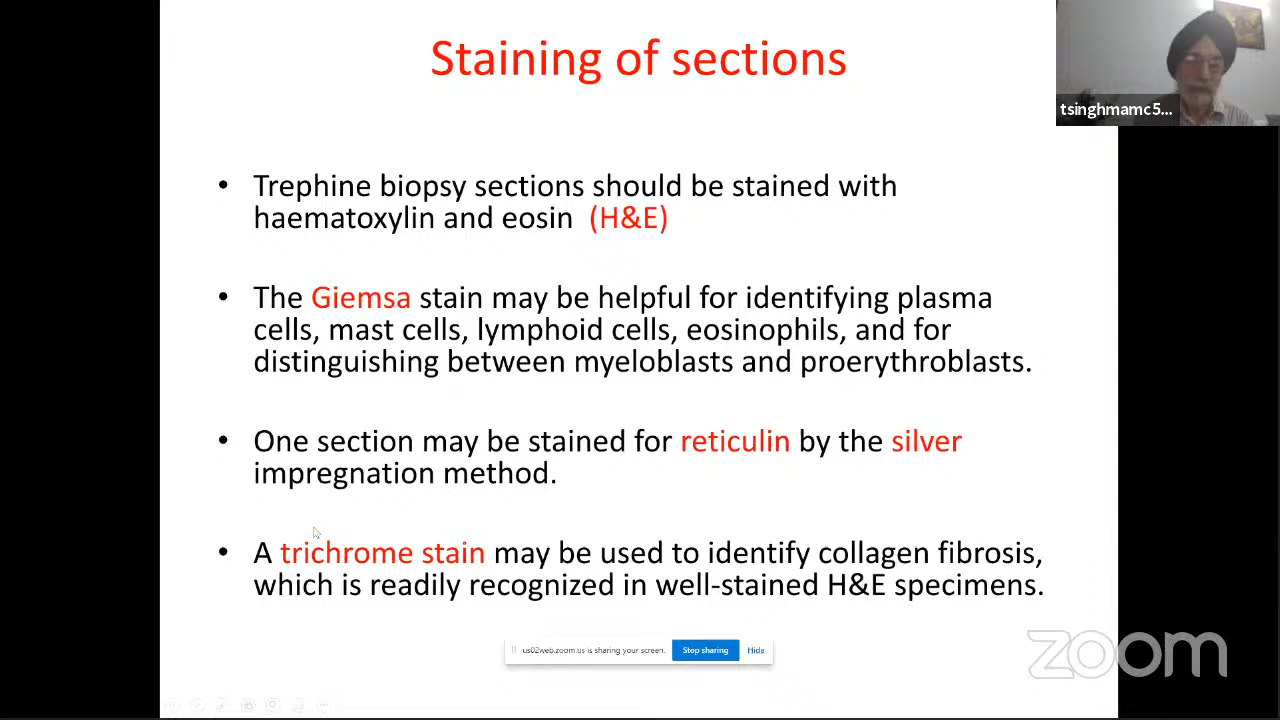 Staining of sections
tsinghmamc5...
• Trephine biopsy sections should be stained with
haematoxylin and eosin (H&E)
• The Giemsa stain may be helpful for identifying plasma
cells, mast cells, lymphoid cells, eosinophils, and for
distinguishing between myeloblasts and proerythroblasts.
• One section may be stained for reticulin by the silver
impregnation method.
• A trichrome stain may be used to identify collagen fibrosis,
which is readily recognized in well-stained H&E specimens.
us02web.zoom.us is sharing your screen. Stop sharing Hide
zoom